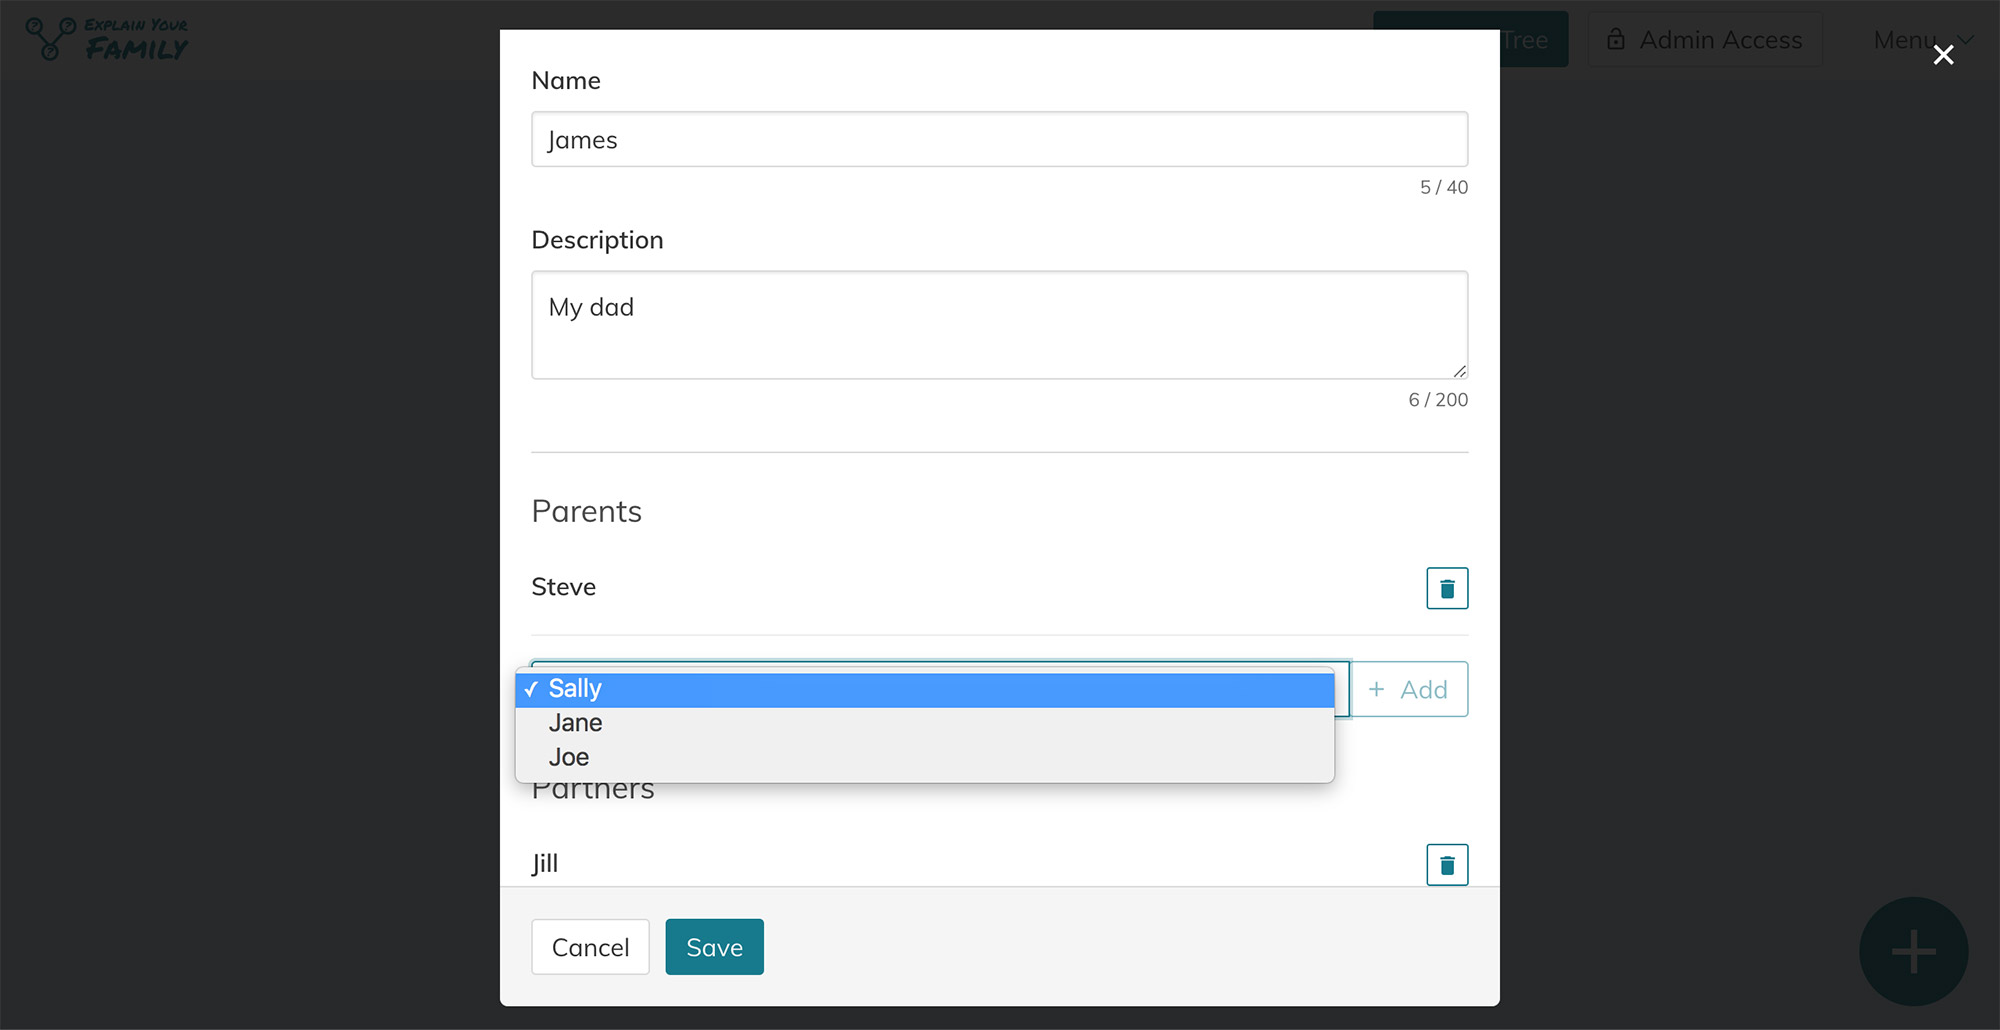 Explain Your
Family
Tree
Admin Access
Menu
Name
James
5 / 40
Description
My dad
6 / 200
Parents
Steve
Sally
Add
Jane
Joe
Partners
Jill
Cancel
Save